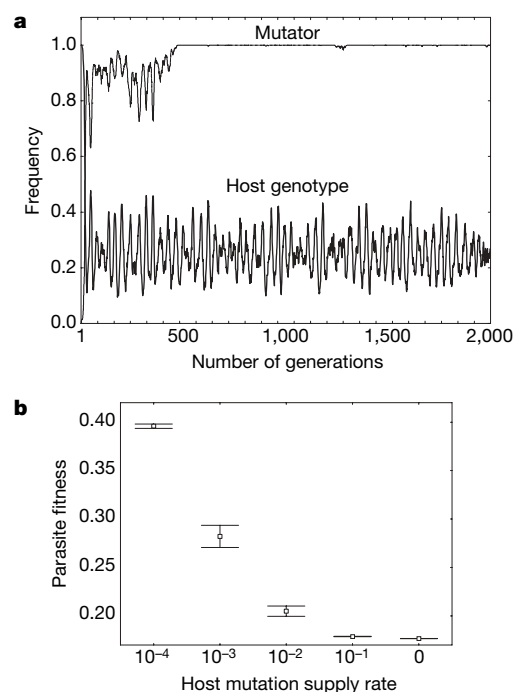 a
Mutator
1.0
0.8
0.6
Host genotype
0.4
0.2
0.0
Frequency
1 500 1,000 1,500 2,000
Number of generations
b
0.40
0.35
0.30
0.25
0.20
Parasite fitness
10⁻⁴ 10⁻³ 10⁻² 10⁻¹ 0
Host mutation supply rate